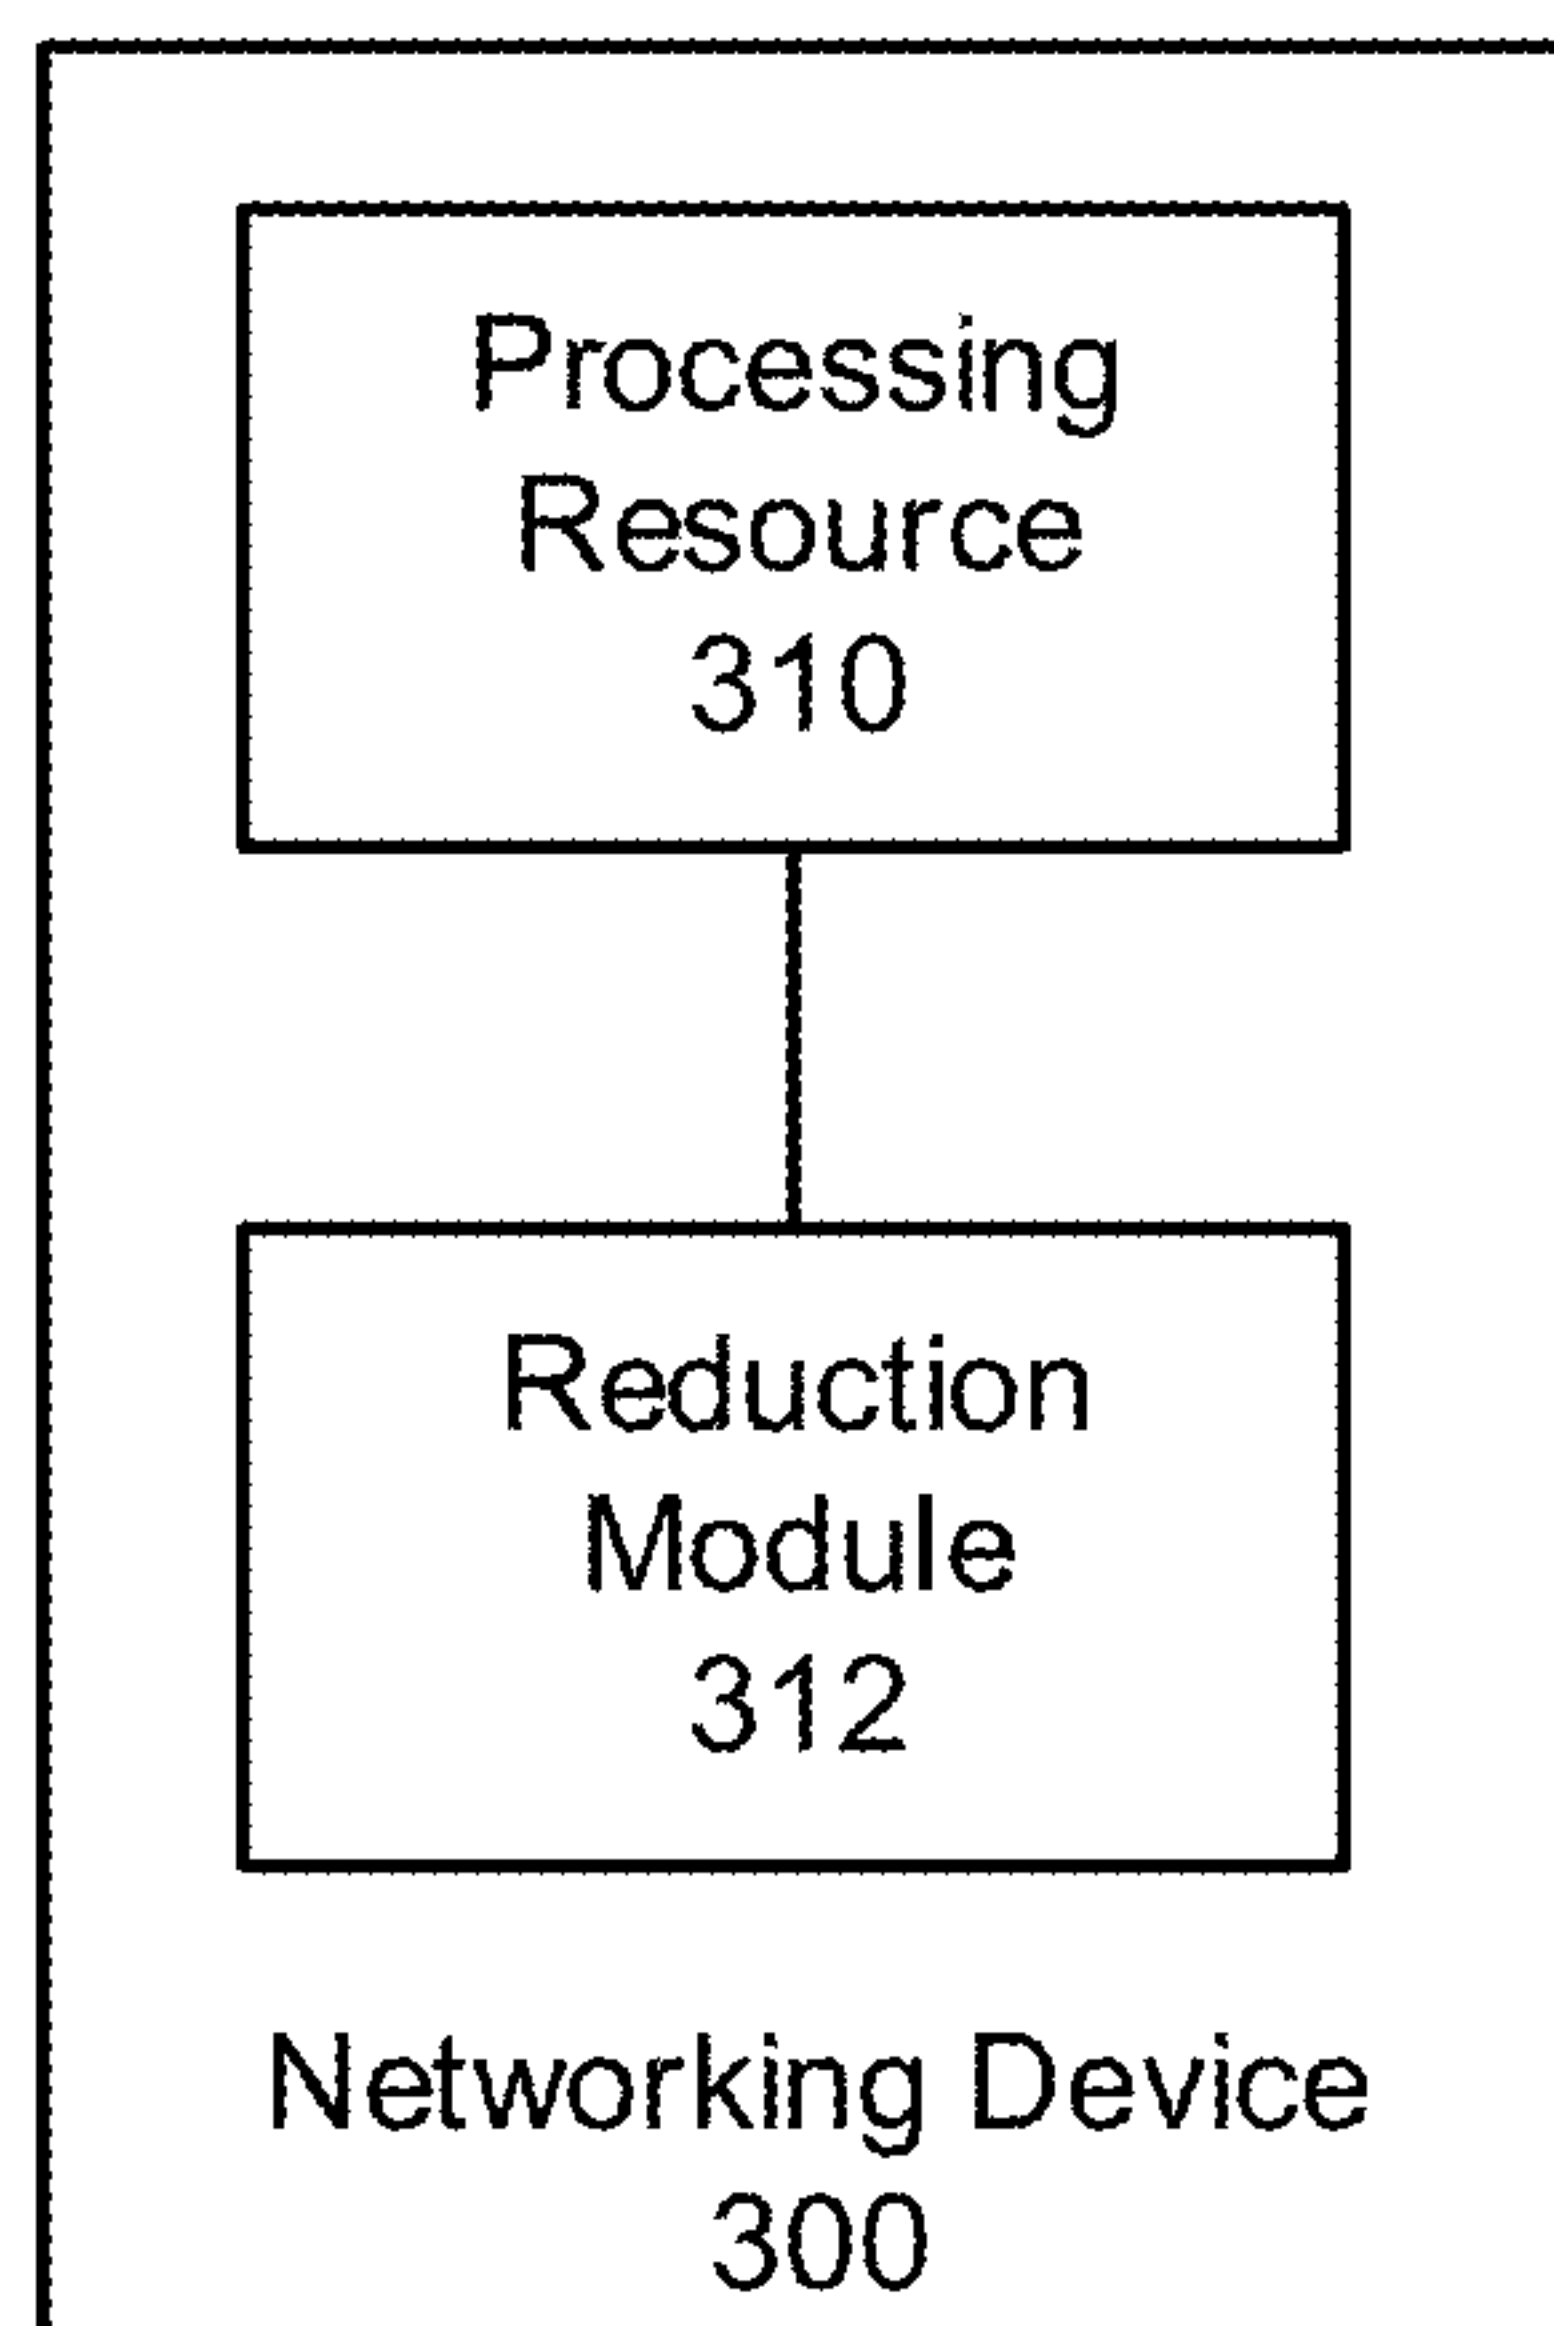 Processing
Resource
310
Reduction
Module
312
Networking Device
300